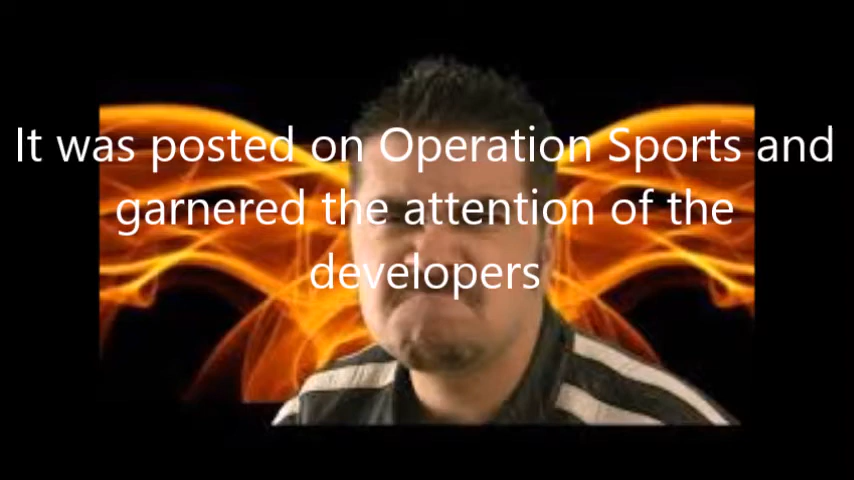 It was posted on Operation Sports and
garnered the attention of the
developers